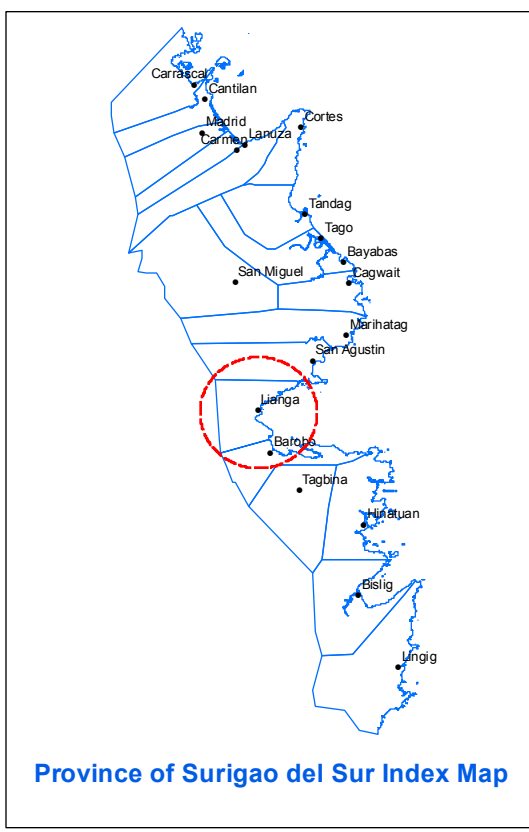 Carrascal
Cantilan
Cortes
Madrid
Lanuza
Carmen
Tandag
Tago
Bayabas
San Miguel
Cagwait
Marihatag
San Agustin
Lianga
Barobo
Tagbina
Hinatuan
Bislig
Lingig
Province of Surigao del Sur Index Map